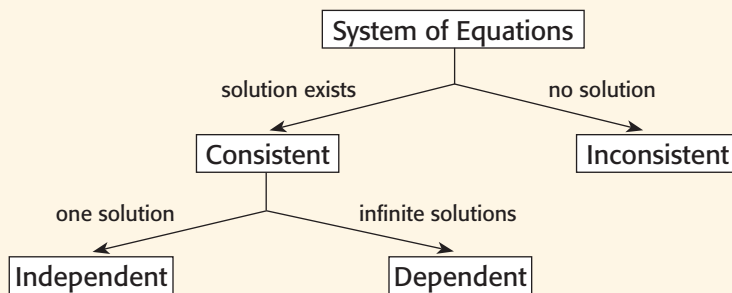 System of Equations
solution exists
no solution
Consistent
Inconsistent
one solution
infinite solutions
Independent
Dependent